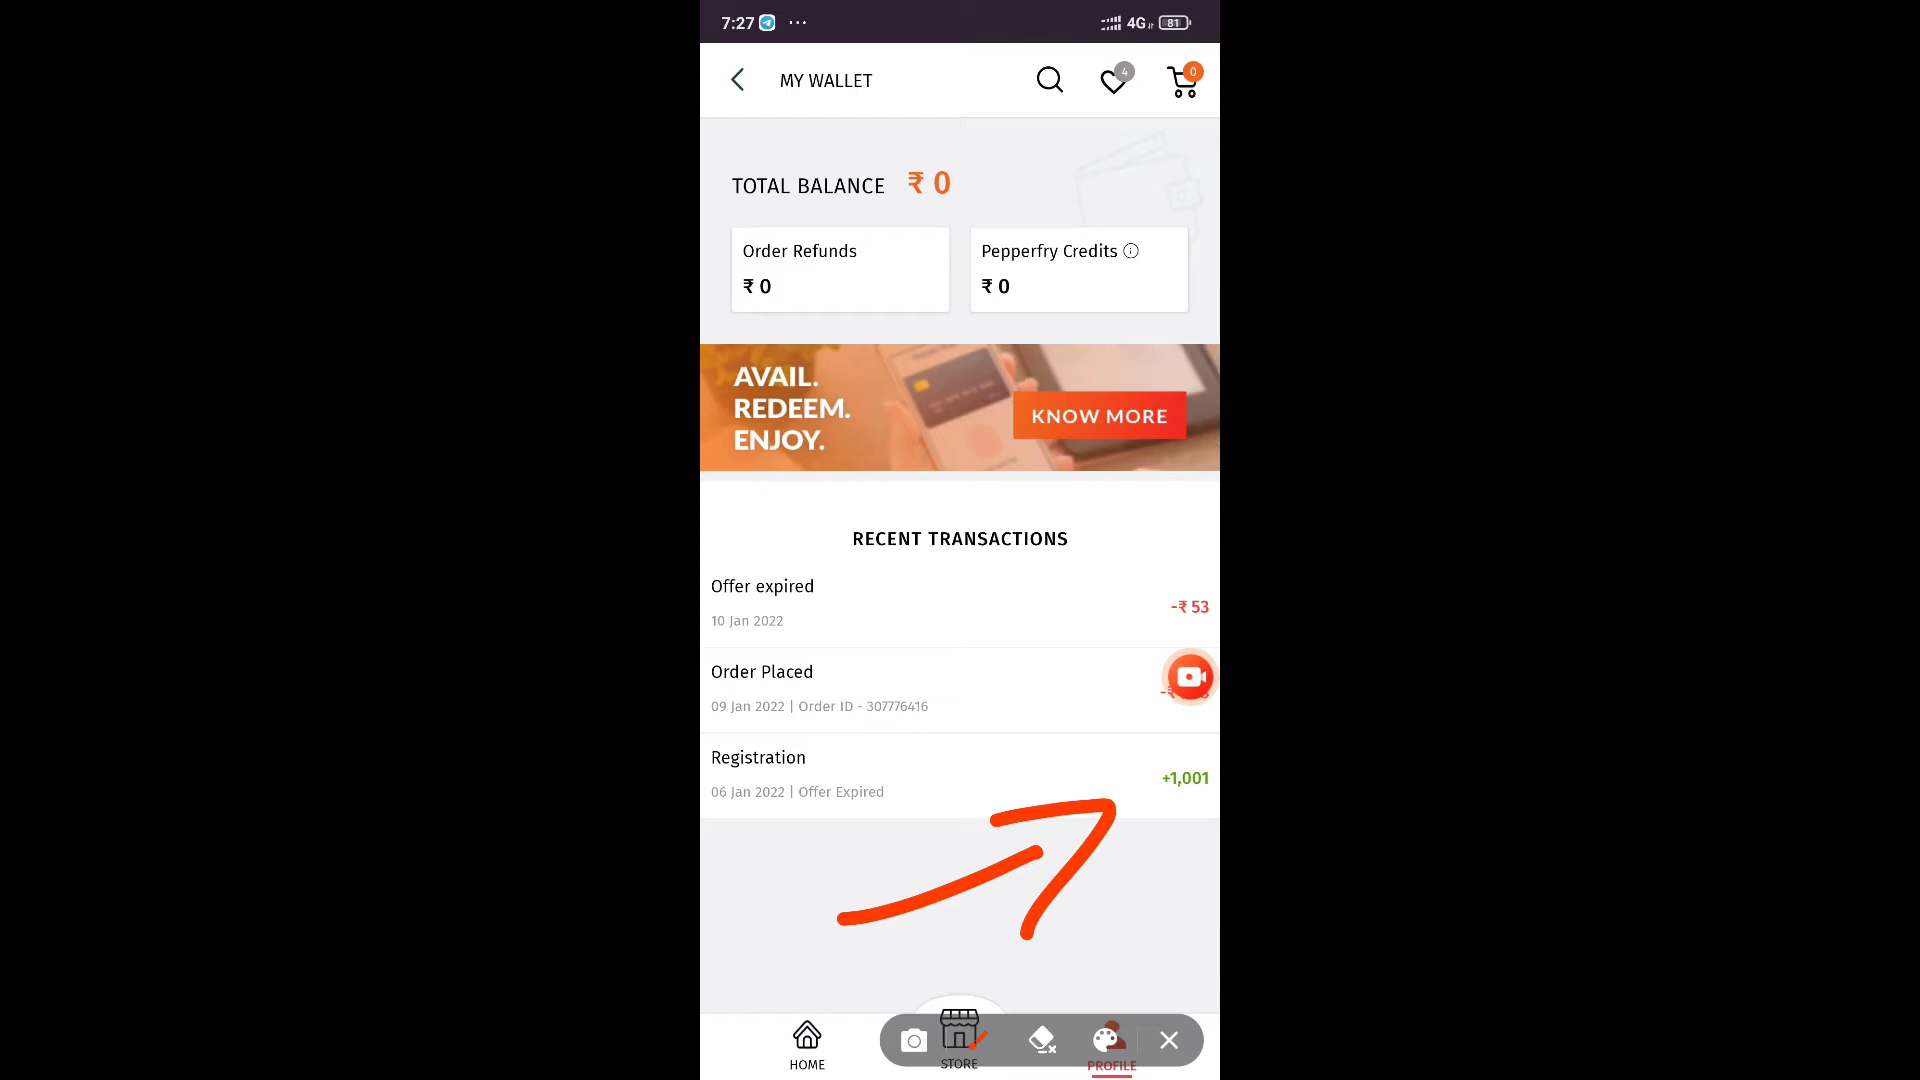 7:27 ... 4G 81
MY WALLET 4 0
TOTAL BALANCE ₹ 0
Order Refunds Pepperfry Credits
₹ 0 ₹ 0
AVAIL.
REDEEM.
ENJOY.
KNOW MORE
RECENT TRANSACTIONS
Offer expired
-₹ 53
10 Jan 2022
Order Placed
09 Jan 2022 | Order ID - 307776416
Registration
+1,001
06 Jan 2022 | Offer Expired
HOME STORE PROFILE